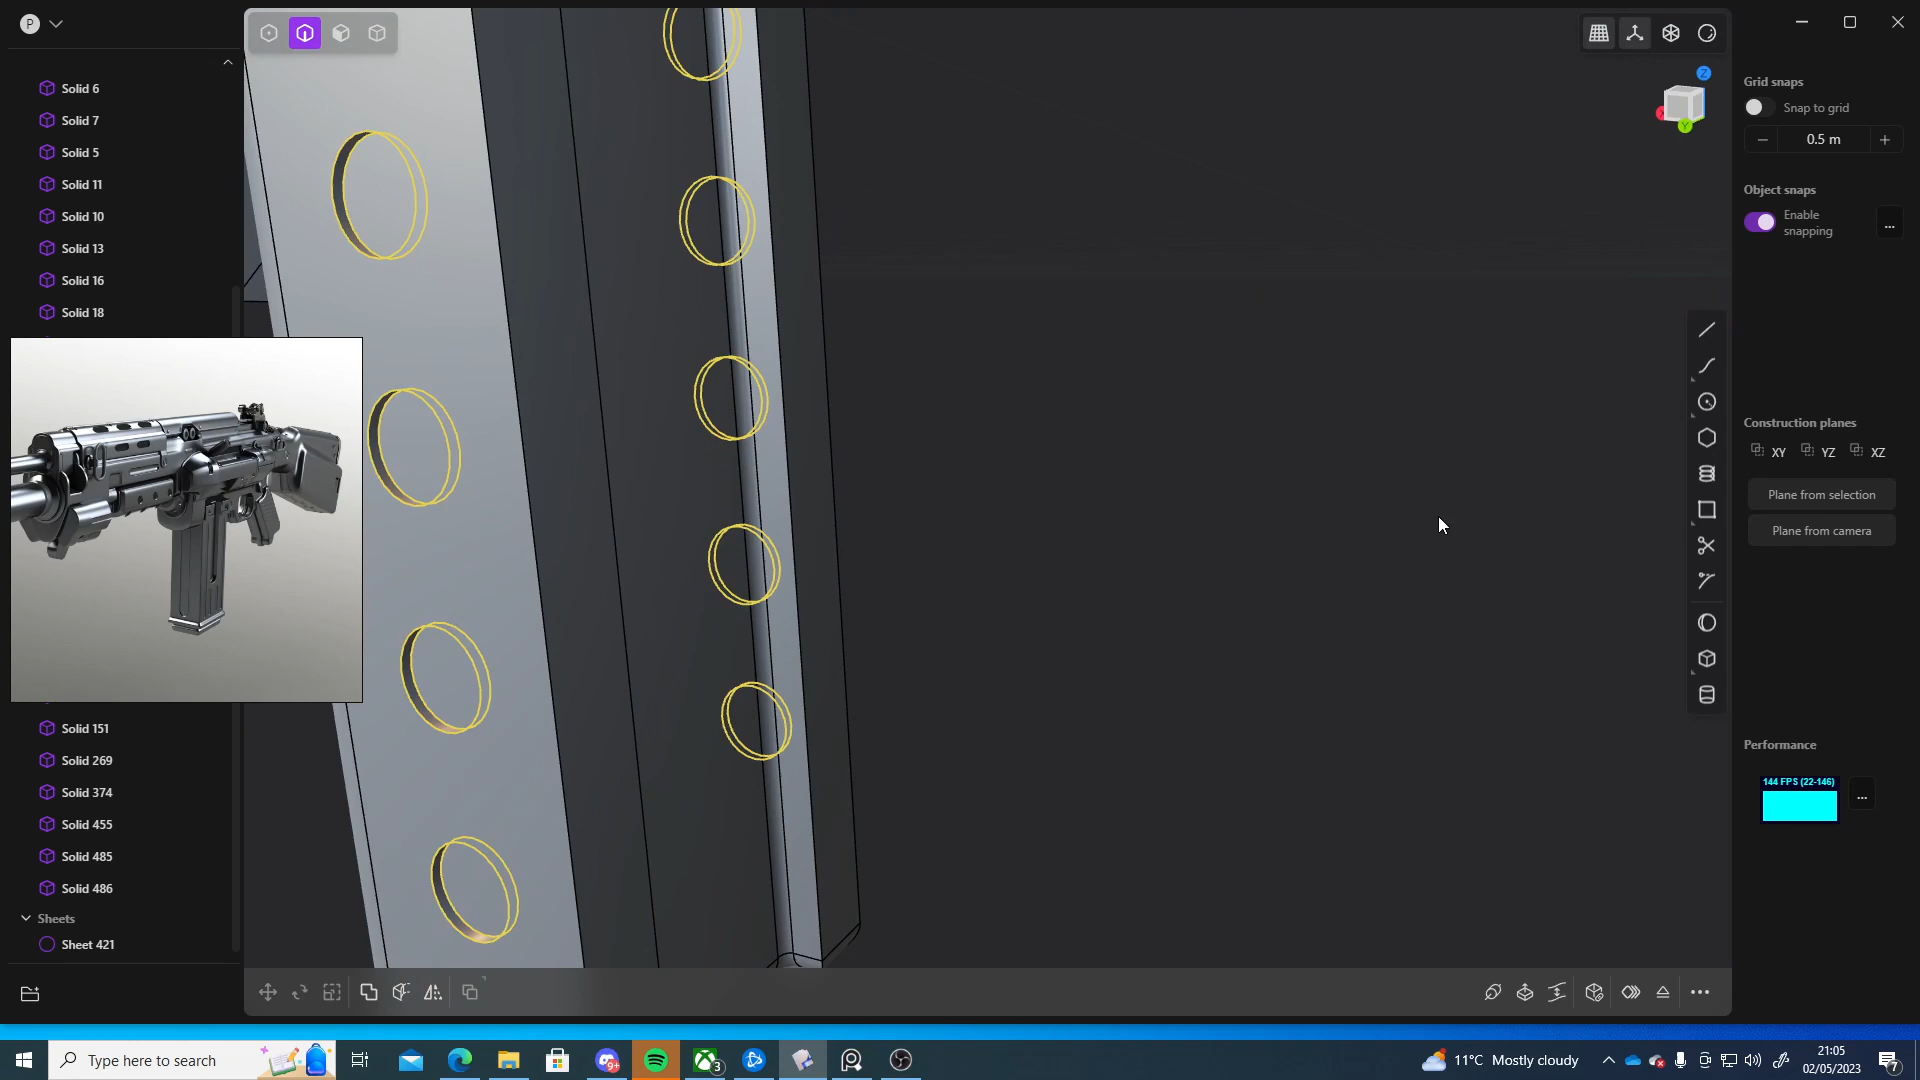 P
Solid 6
Solid 7
Solid 5
Solid 11
Solid 10
Solid 13
Solid 16
Solid 18
Solid 151
Solid 269
Solid 374
Solid 455
Solid 485
Solid 486
Sheets
Sheet 421
Z
X
Y
Grid snaps
Snap to grid
0.5 m
Object snaps
Enable
snapping
...
Construction planes
XY
YZ
XZ
Plane from selection
Plane from camera
Performance
144 FPS (22-146)
...
Type here to search
9+
3
11°C Mostly cloudy
21:05
02/05/2023
7